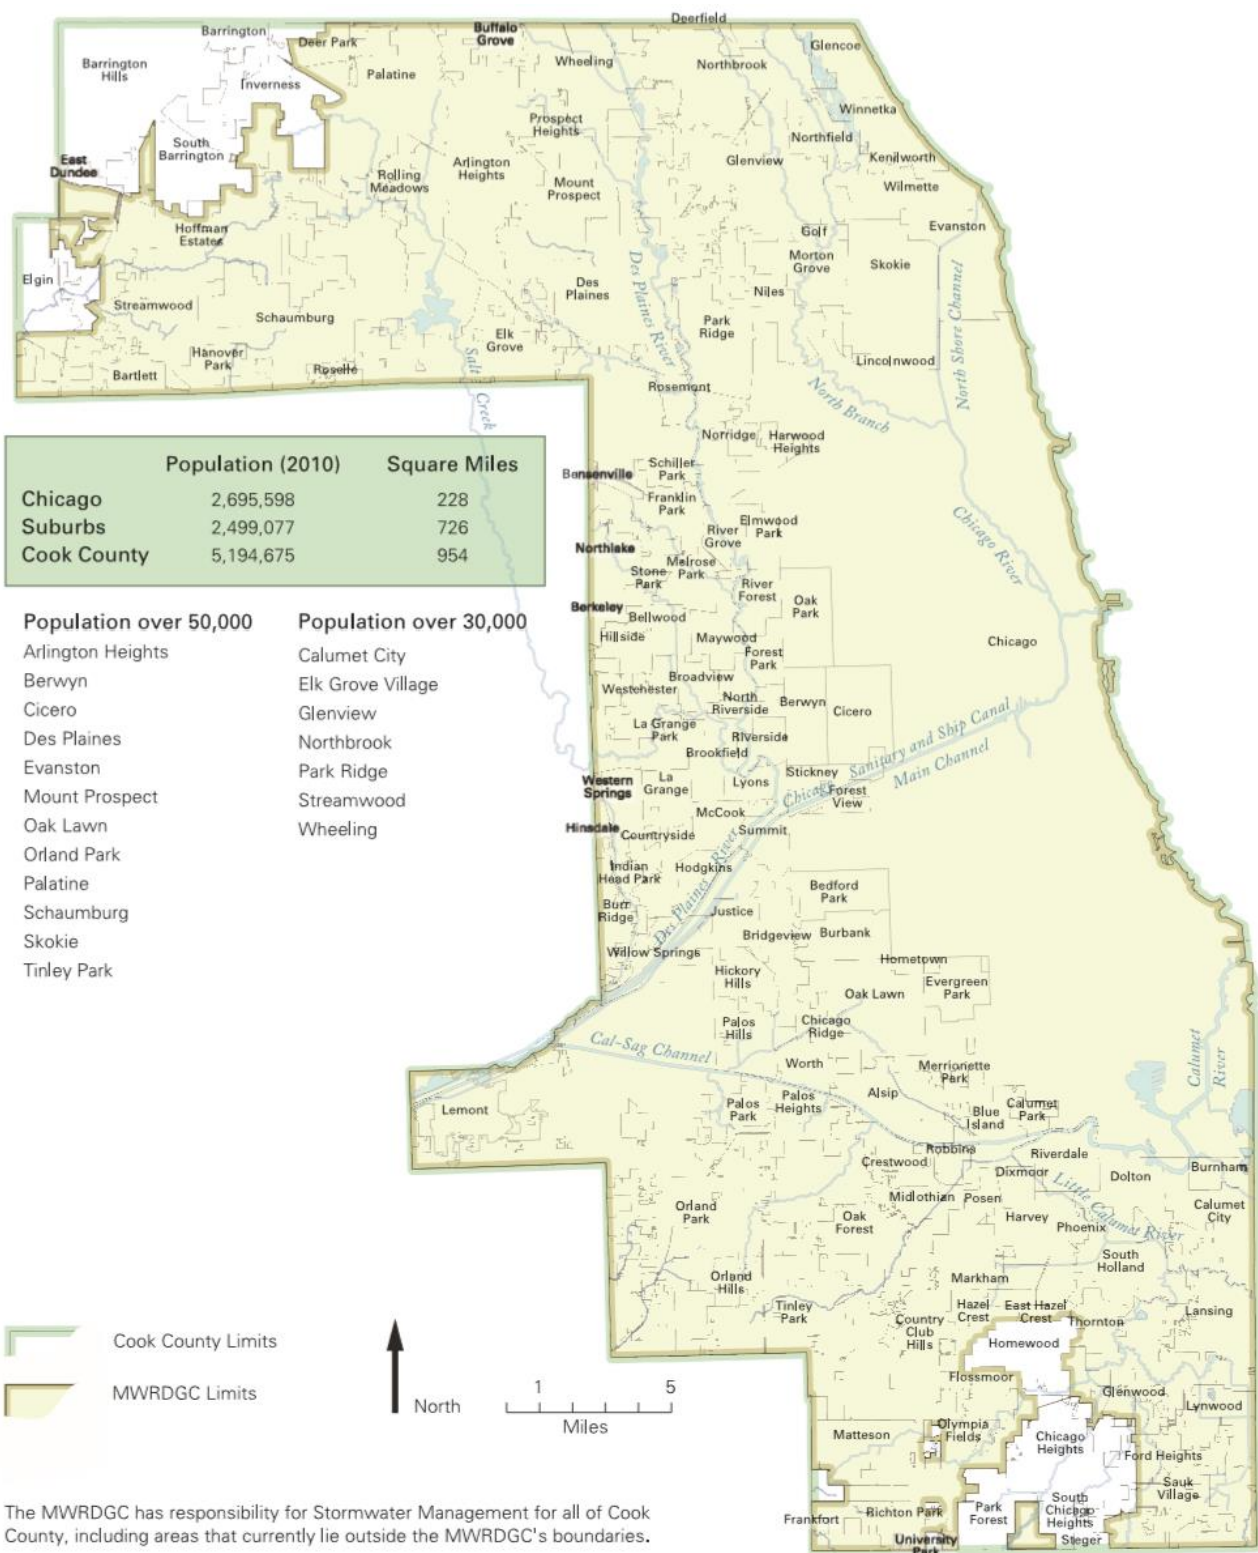 Deerfield
Barrington
Buffalo
Grove
Deer Park
Glencoe
Barrington
Hills
Wheeling
Northbrook
Palatine
Inverness
Winnetka
Prospect
Heights
Northfield
South
Barrington
East
Dundee
Arlington
Heights
Glenview
Kenilworth
Rolling
Meadows
Mount
Prospect
Wilmette
Hoffman
Estates
Golf
Evanston
Morton
Grove
Skokie
Elgin
Des
Plaines
Des Plaines River
Niles
North Shore Channel
Streamwood
Schaumburg
Park
Ridge
Elk
Grove
Hanover
Park
Lincolnwood
Bartlett
Roselle
Salt Creek
Rosemont
North Branch
Norridge
Harwood
Heights
Population (2010) Square Miles
Chicago 2,695,598 228
Suburbs 2,499,077 726
Cook County 5,194,675 954
Schiller
Park
Bensenville
Franklin
Park
Elmwood
Park
River
Grove
Chicago River
Northlake
Melrose
Park
Stone
Park
River
Forest
Oak
Park
Berkeley
Bellwood
Hillside
Maywood
Chicago
Forest
Park
Broadview
Westchester
North
Riverside
Berwyn
Cicero
La Grange
Park
Riverside
Brookfield
Chicago Sanitary and Ship Canal
Main Channel
Western
Springs
La
Grange
Lyons
Stickney
Forest
View
McCook
Hinsdale
Countryside
Summit
Indian
Head Park
Hodgkins
Des Plaines River
Bedford
Park
Burr
Ridge
Justice
Bridgeview
Burbank
Willow Springs
Hometown
Hickory
Hills
Evergreen
Park
Oak Lawn
Population over 50,000
Arlington Heights
Berwyn
Cicero
Des Plaines
Evanston
Mount Prospect
Oak Lawn
Orland Park
Palatine
Schaumburg
Skokie
Tinley Park
Population over 30,000
Calumet City
Elk Grove Village
Glenview
Northbrook
Park Ridge
Streamwood
Wheeling
Palos
Hills
Chicago
Ridge
Cal-Sag Channel
Calumet
River
Worth
Merrionette
Park
Alsip
Lemont
Palos
Park
Palos
Heights
Blue
Island
Calumet
Park
Robbins
Crestwood
Riverdale
Dixmoor
Dolton
Burnham
Midlothian
Posen
Little Calumet River
Orland
Park
Oak
Forest
Harvey
Phoenix
Calumet
City
South
Holland
Orland
Hills
Markham
Tinley
Park
Hazel
Crest
East Hazel
Crest
Thornton
Lansing
Country
Club
Hills
Homewood
Flossmoor
Glenwood
Lynwood
Matteson
Olympia
Fields
Chicago
Heights
Ford Heights
Sauk
Village
Richton Park
Park
Forest
South
Chicago
Heights
Frankfort
University
Park
Steger
Cook County Limits
MWRDGC Limits
North
1 5
Miles
The MWRDGC has responsibility for Stormwater Management for all of Cook
County, including areas that currently lie outside the MWRDGC's boundaries.